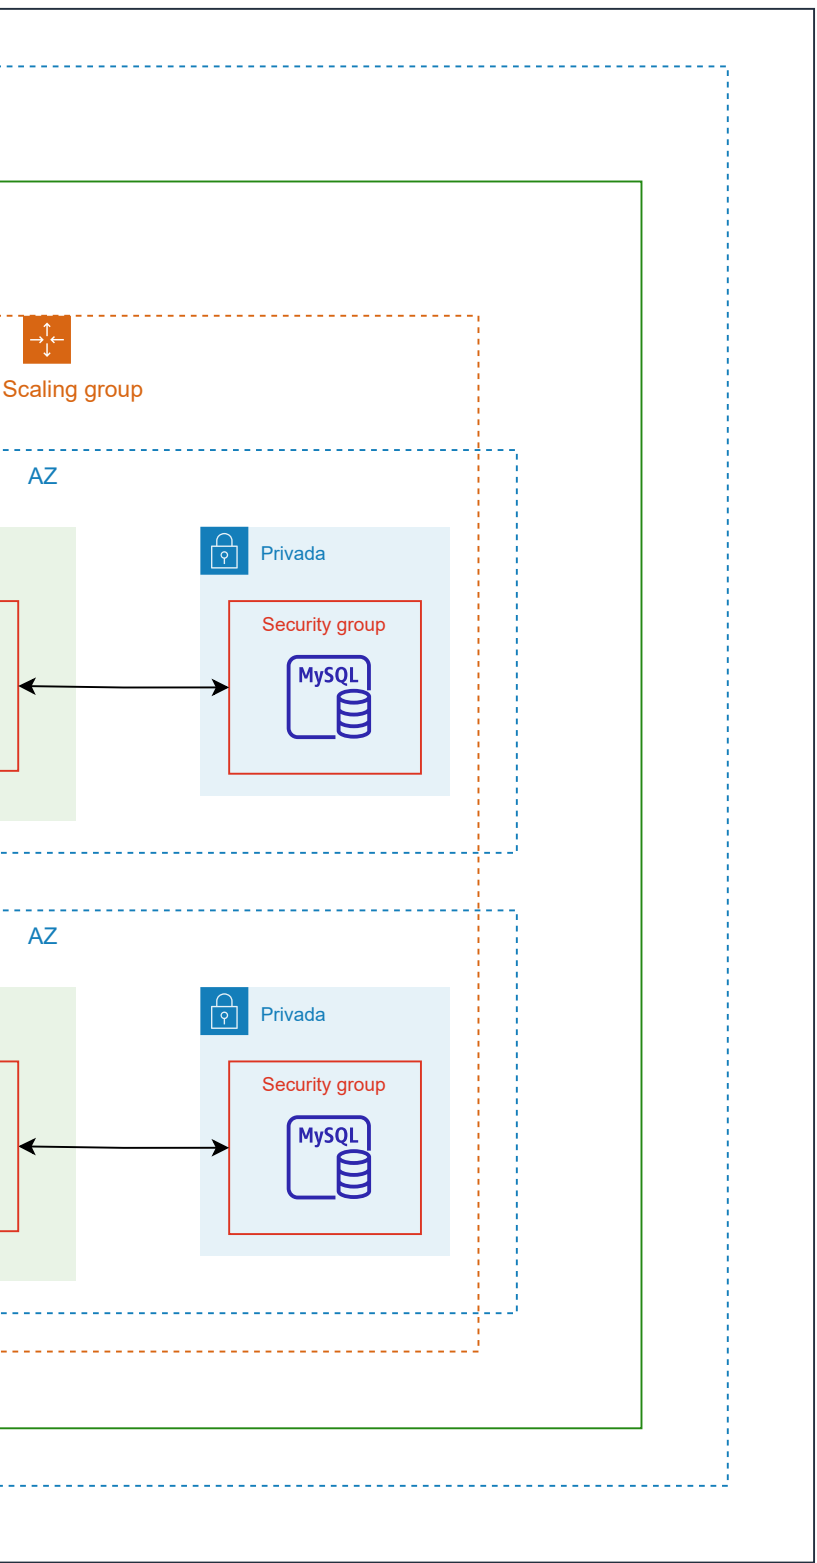 Scaling group
AZ
Privada
Security group
MySQL
AZ
Privada
Security group
MySQL